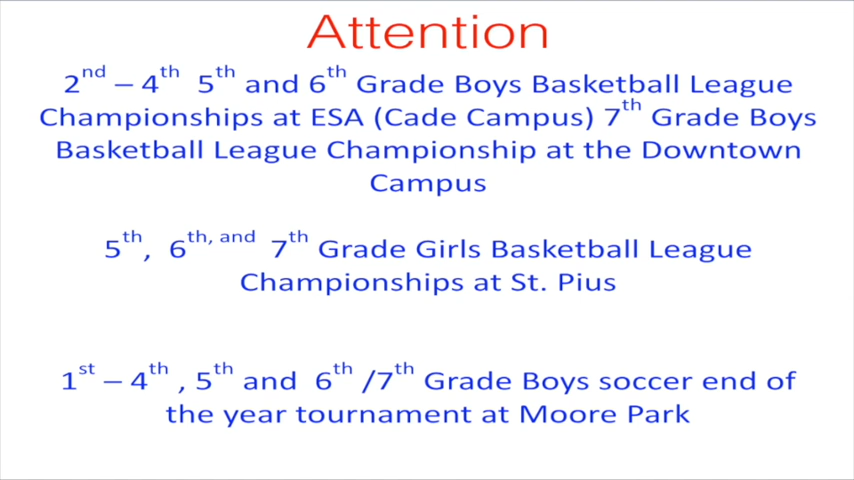 Attention
2nd – 4th 5th and 6th Grade Boys Basketball League
Championships at ESA (Cade Campus) 7th Grade Boys
Basketball League Championship at the Downtown
Campus
5th, 6th, and 7th Grade Girls Basketball League
Championships at St. Pius
1st – 4th , 5th and 6th /7th Grade Boys soccer end of
the year tournament at Moore Park